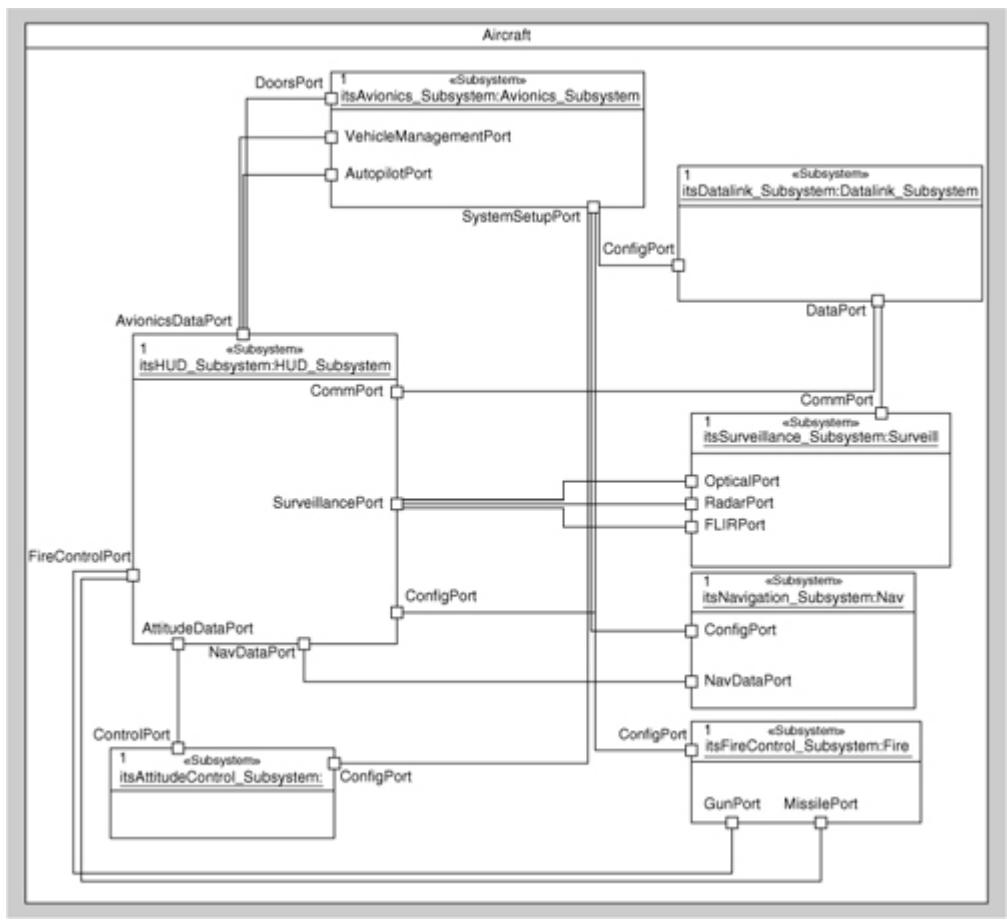 Aircraft
DoorsPort
1
«Subsystem»
itsAvionics_Subsystem:Avionics_Subsystem
VehicleManagementPort
AutopilotPort
SystemSetupPort
1
«Subsystem»
itsDatalink_Subsystem:Datalink_Subsystem
ConfigPort
DataPort
AvionicsDataPort
1
«Subsystem»
itsHUD_Subsystem:HUD_Subsystem
CommPort
CommPort
1
«Subsystem»
itsSurveillance_Subsystem:Surveill
OpticalPort
SurveillancePort
RadarPort
FLIRPort
FireControlPort
1
«Subsystem»
itsNavigation_Subsystem:Nav
ConfigPort
ConfigPort
AttitudeDataPort
NavDataPort
NavDataPort
ControlPort
ConfigPort
1
«Subsystem»
itsFireControl_Subsystem:Fire
1
«Subsystem»
itsAttitudeControl_Subsystem:
ConfigPort
GunPort
MissilePort